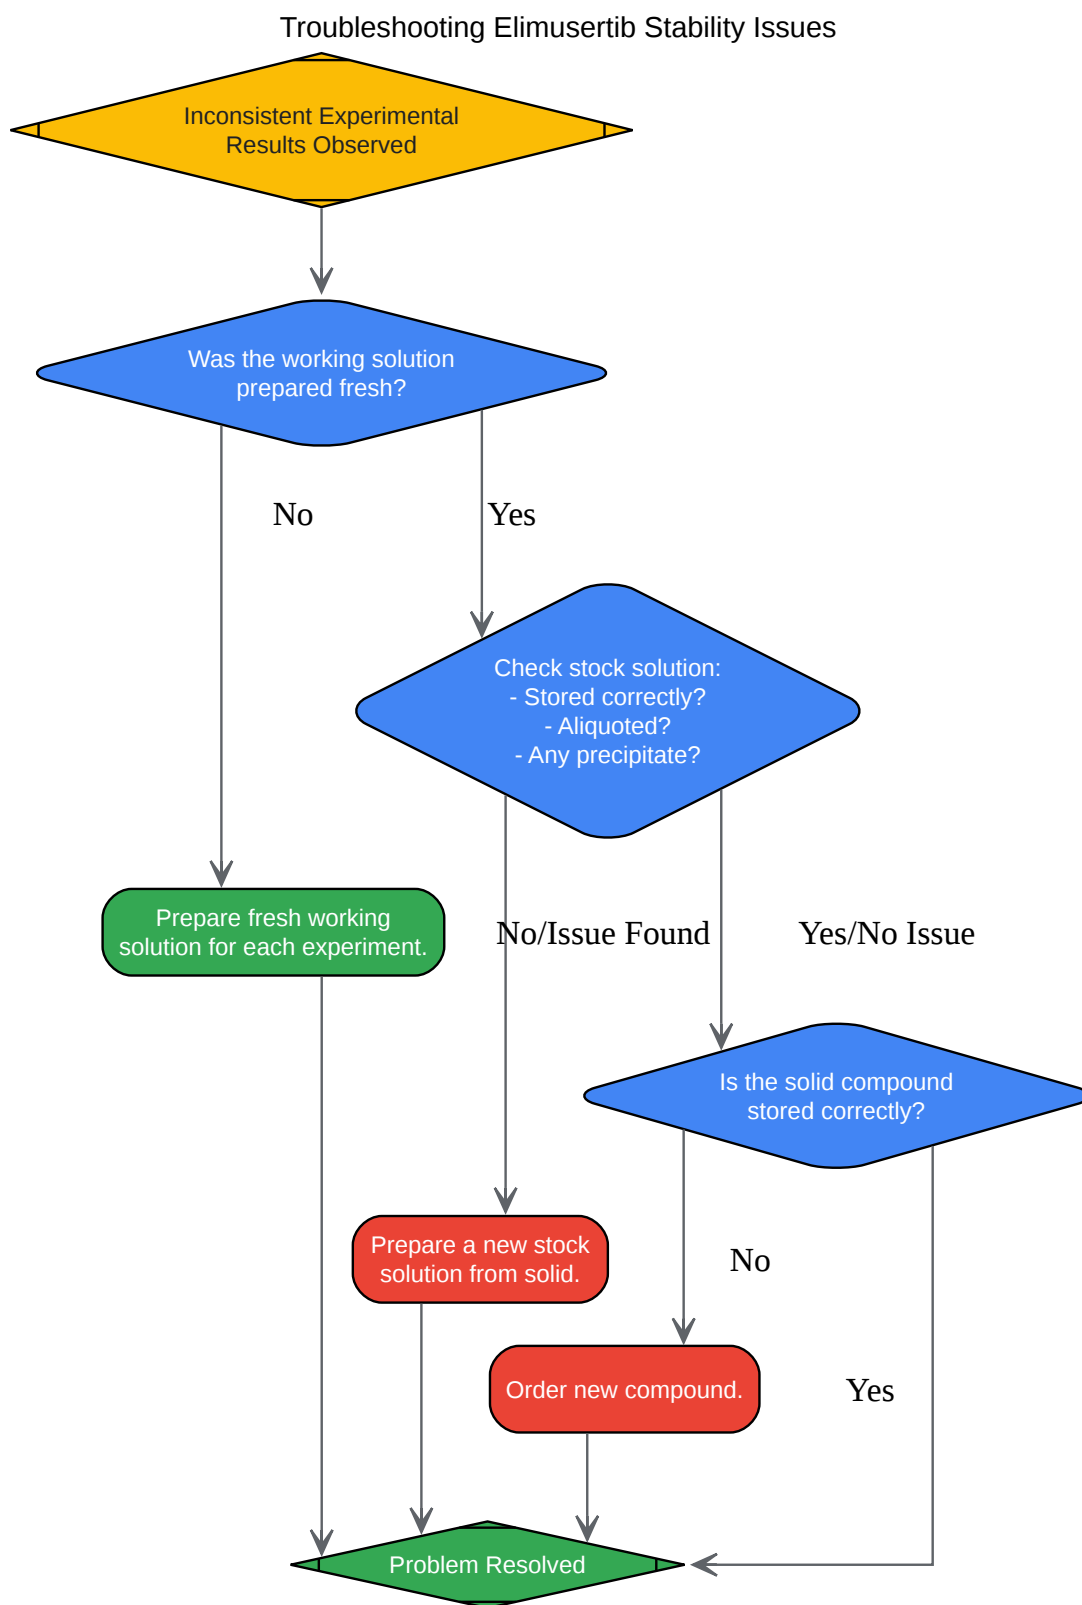 Troubleshooting Elimusertib Stability Issues
Inconsistent Experimental
Results Observed
Was the working solution
prepared fresh?
No
Yes
Check stock solution:
- Stored correctly?
- Aliquoted?
- Any precipitate?
Prepare fresh working
solution for each experiment.
No/Issue Found
Yes/No Issue
Is the solid compound
stored correctly?
Prepare a new stock
solution from solid.
No
Order new compound.
Yes
Problem Resolved